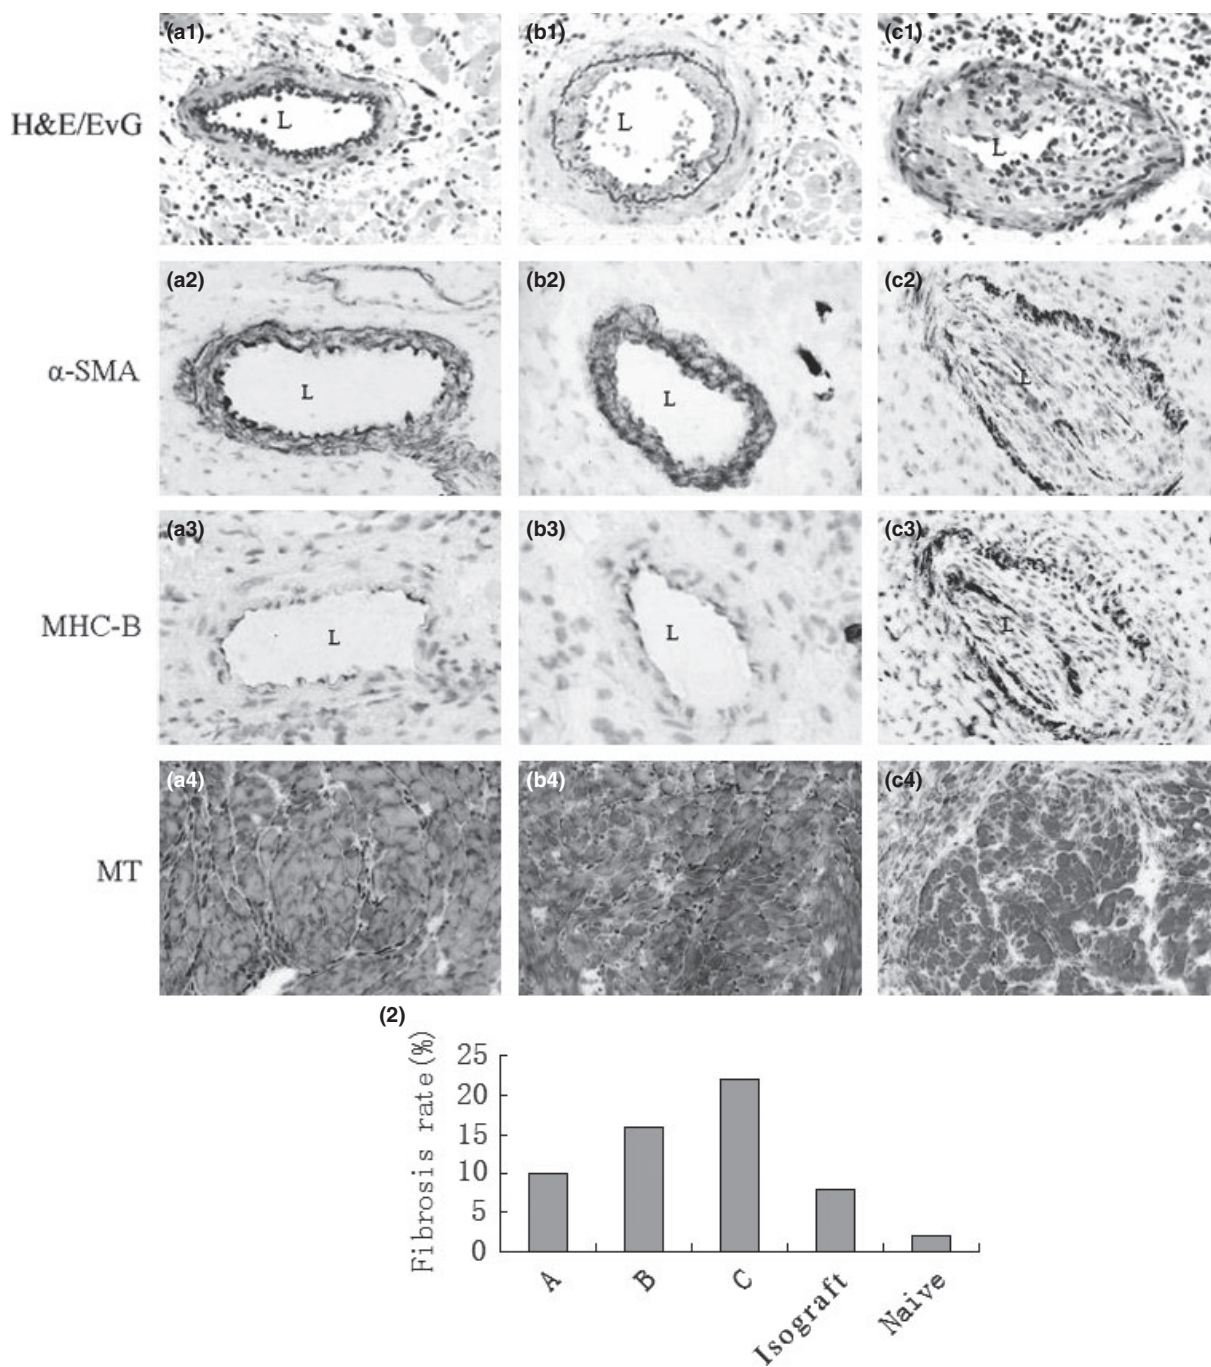 (a1) (b1) (c1)
H&E/EvG
L L L
(a2) (b2) (c2)
α-SMA
L L L
(a3) (b3) (c3)
MHC-B
L L L
(a4) (b4) (c4)
MT
(2)
Fibrosis rate(%)
25
20
15
10
5
0
A B C Isograft Naive